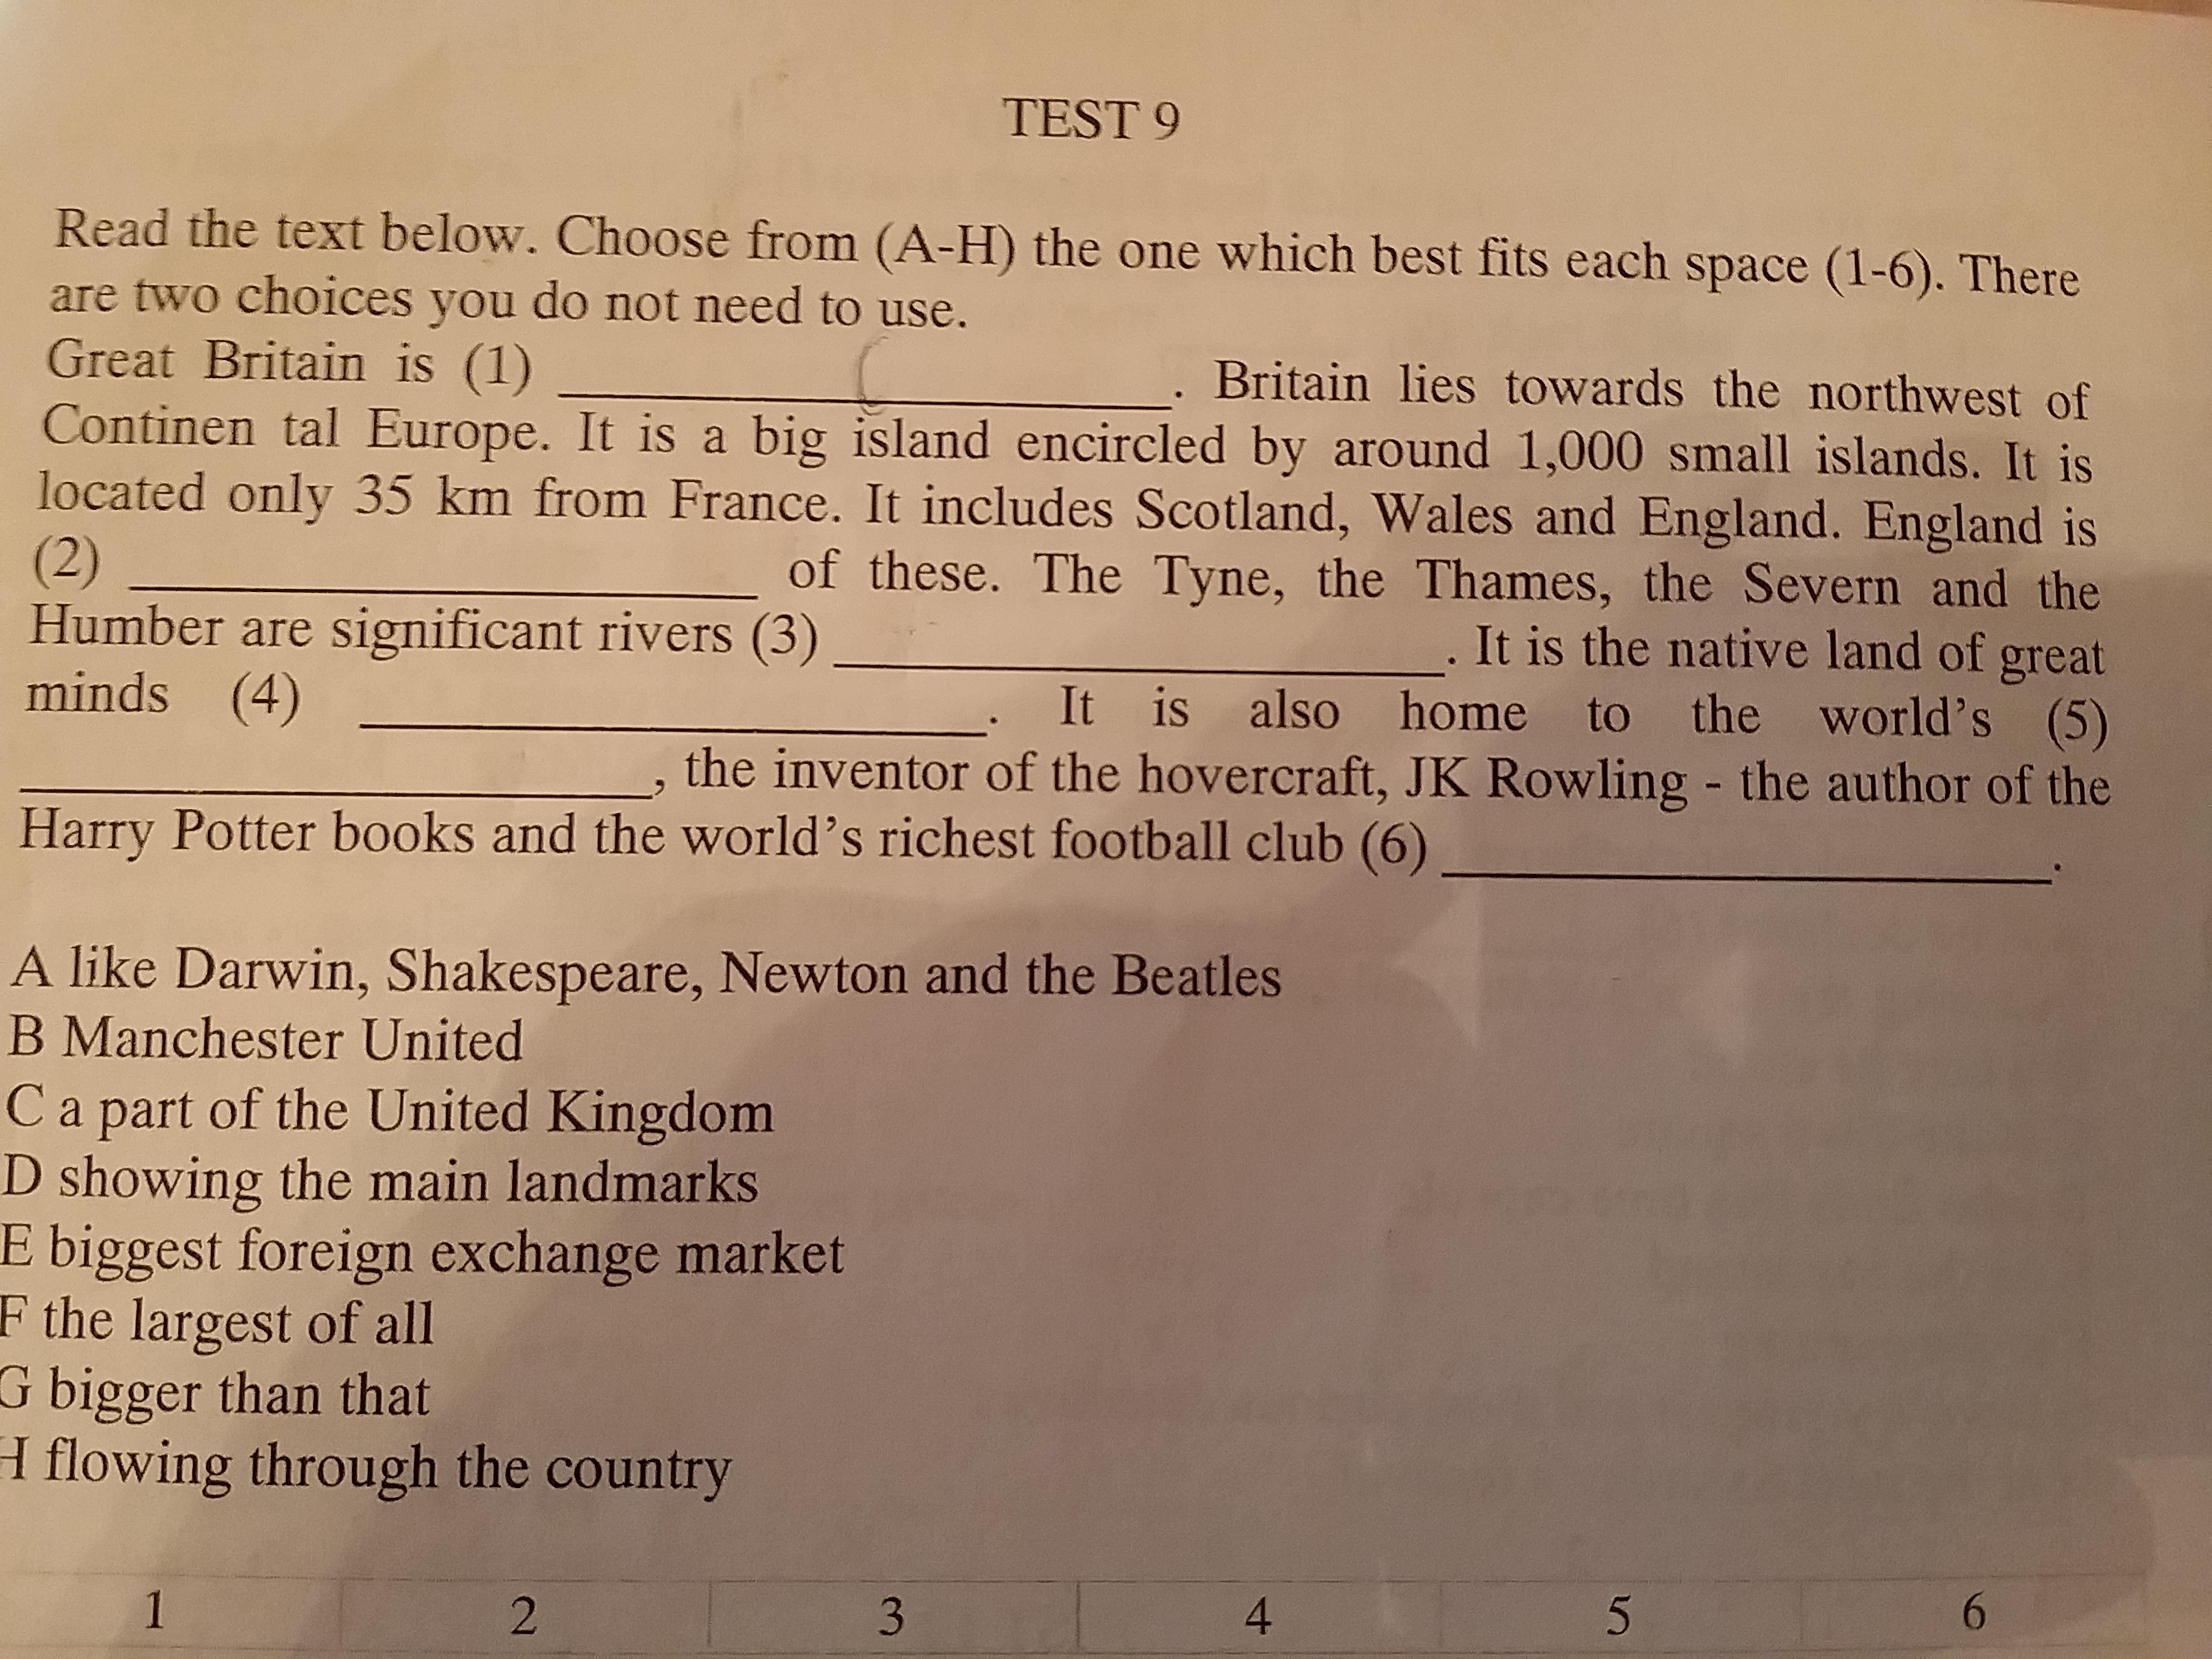 TEST 9
Read the text below. Choose from (A-H) the one which best fits each space (1-6). There
are two choices you do not need to use.
Great Britain is (1) ____________________. Britain lies towards the northwest of
Continen tal Europe. It is a big island encircled by around 1,000 small islands. It is
located only 35 km from France. It includes Scotland, Wales and England. England is
(2) ____________________ of these. The Tyne, the Thames, the Severn and the
Humber are significant rivers (3) ____________________. It is the native land of great
minds (4) ____________________. It is also home to the world's (5)
____________________, the inventor of the hovercraft, JK Rowling - the author of the
Harry Potter books and the world's richest football club (6) ____________________.
A like Darwin, Shakespeare, Newton and the Beatles
B Manchester United
C a part of the United Kingdom
D showing the main landmarks
E biggest foreign exchange market
F the largest of all
G bigger than that
H flowing through the country
1 2 3 4 5 6